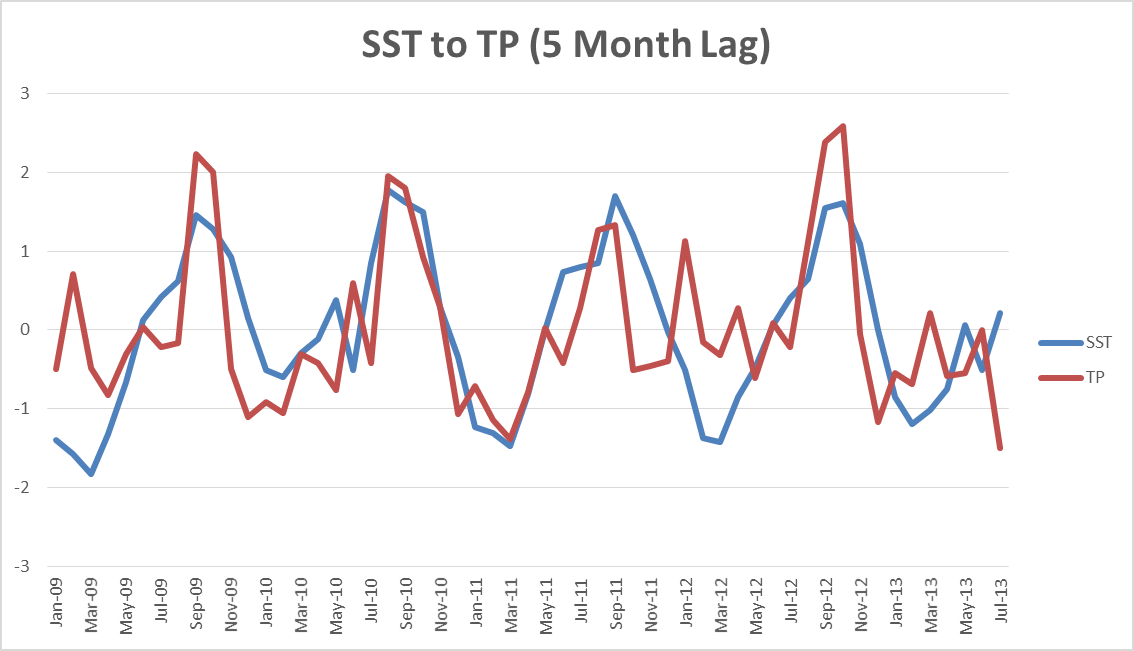 SST to TP (5 Month Lag)
3
2
1
0
-1
-2
-3
SST
TP
Jan-09
Mar-09
May-09
Jul-09
Sep-09
Nov-09
Jan-10
Mar-10
May-10
Jul-10
Sep-10
Nov-10
Jan-11
Mar-11
May-11
Jul-11
Sep-11
Nov-11
Jan-12
Mar-12
May-12
Jul-12
Sep-12
Nov-12
Jan-13
Mar-13
May-13
Jul-13